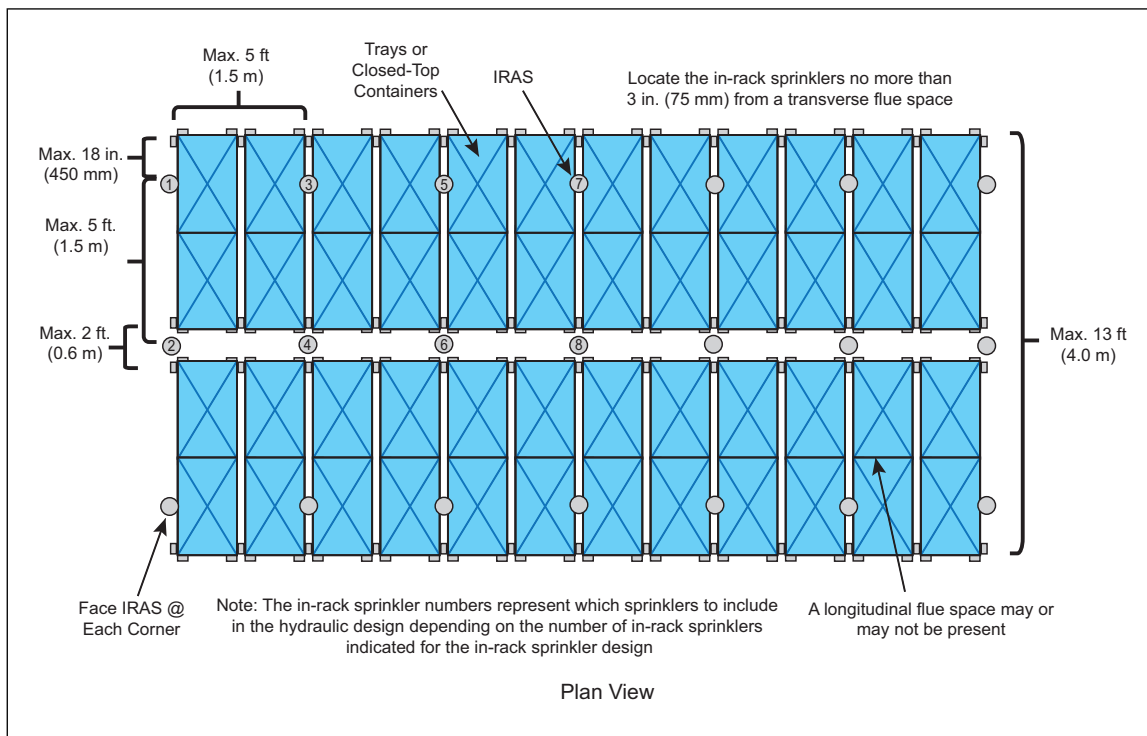 Max. 5 ft
(1.5 m)
Trays or
Closed-Top
Containers
IRAS
Locate the in-rack sprinklers no more than
3 in. (75 mm) from a transverse flue space
Max. 18 in.
(450 mm)
1
3
5
7
Max. 5 ft.
(1.5 m)
Max. 2 ft.
(0.6 m)
2
4
6
8
Max. 13 ft
(4.0 m)
Face IRAS @
Each Corner
Note: The in-rack sprinkler numbers represent which sprinklers to include
in the hydraulic design depending on the number of in-rack sprinklers
indicated for the in-rack sprinkler design
A longitudinal flue space may or
may not be present
Plan View